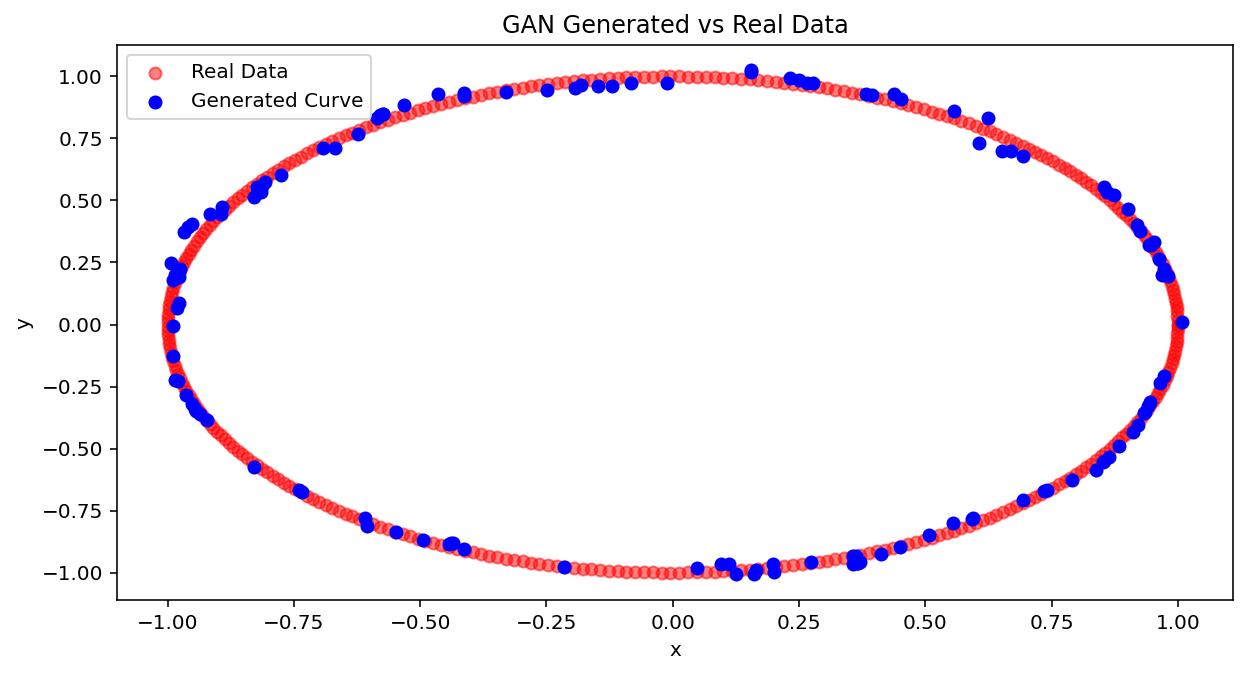 GAN Generated vs Real Data
Real Data
Generated Curve
1.00
0.75
0.50
0.25
0.00
−0.25
−0.50
−0.75
−1.00
y
−1.00 −0.75 −0.50 −0.25 0.00 0.25 0.50 0.75 1.00
x